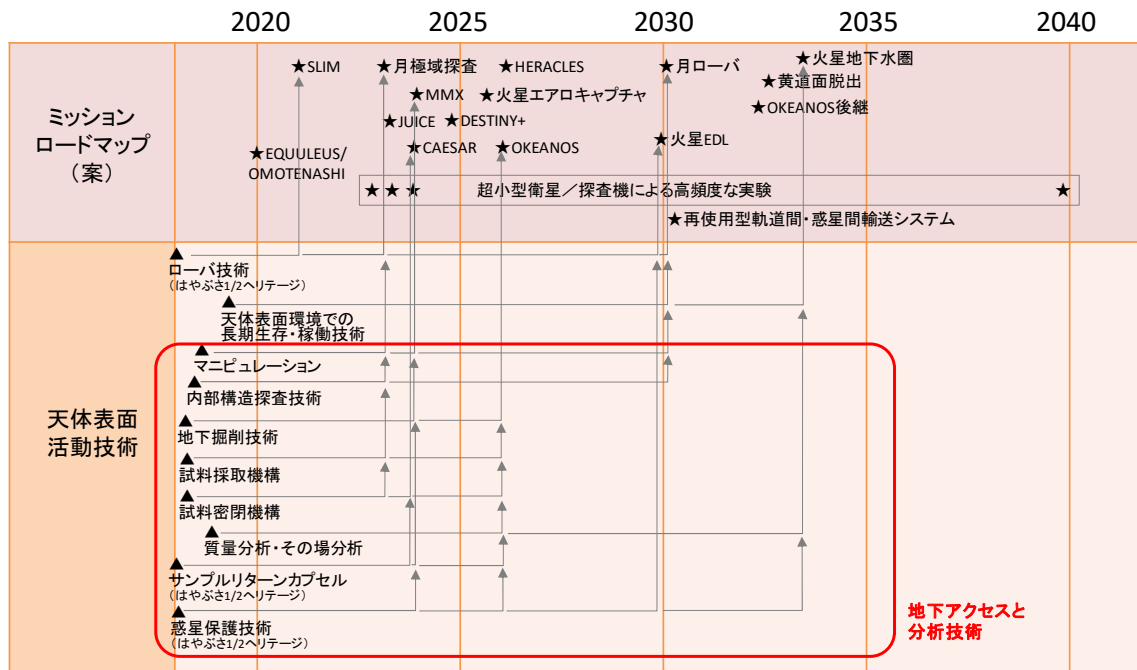 2020 2025 2030 2035 2040
ミッション
ロードマップ
（案）
★SLIM
★月極域探査
★HERACLES
★月ローバ
★火星地下水圏
★黄道面脱出
★MMX
★火星エアロキャプチャ
★OKEANOS後継
★JUICE
★DESTINY+
★EQUULEUS/
OMOTENASHI
★CAESAR
★OKEANOS
★火星EDL
★ ★ ★ 超小型衛星／探査機による高頻度な実験 ★
★再使用型軌道間・惑星間輸送システム
天体表面
活動技術
▲
ローバ技術
（はやぶさ1/2ヘリテージ）
▲
天体表面環境での
長期生存・稼働技術
▲
マニピュレーション
▲
内部構造探査技術
▲
地下掘削技術
▲
試料採取機構
▲
試料密閉機構
▲
質量分析・その場分析
▲
サンプルリターンカプセル
（はやぶさ1/2ヘリテージ）
▲
惑星保護技術
（はやぶさ1/2ヘリテージ）
地下アクセスと
分析技術